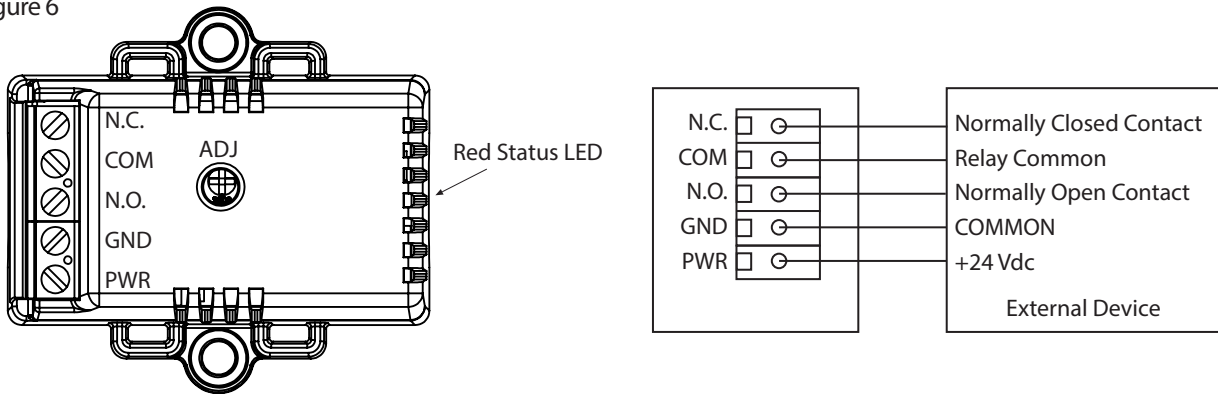 gure 6
N.C.
COM
N.O.
GND
PWR
ADJ
Red Status LED
N.C.
COM
N.O.
GND
PWR
Normally Closed Contact
Relay Common
Normally Open Contact
COMMON
+24 Vdc
External Device